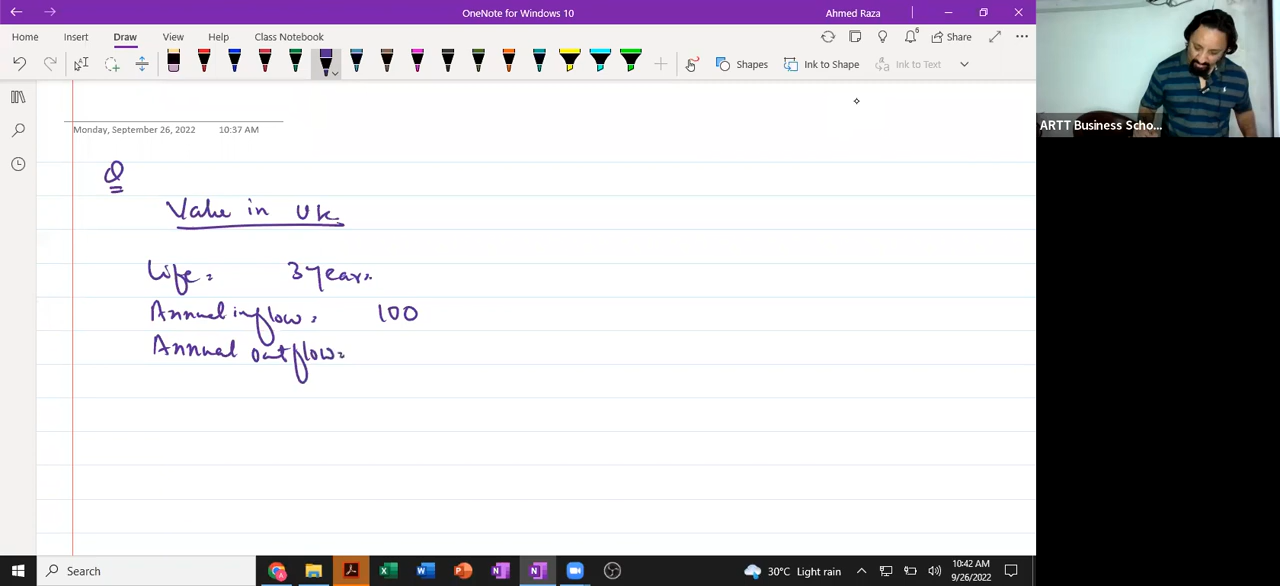 OneNote for Windows 10
Ahmed Raza
Home Insert Draw View Help Class Notebook
6 Share
Shapes Ink to Shape Ink to Text
Monday, September 26, 2022 10:37 AM
Q
Value in UK
Life = 3 years.
Annual inflow = 100
Annual outflow =
ARTT Business Scho...
Search
30°C Light rain
10:42 AM
9/26/2022